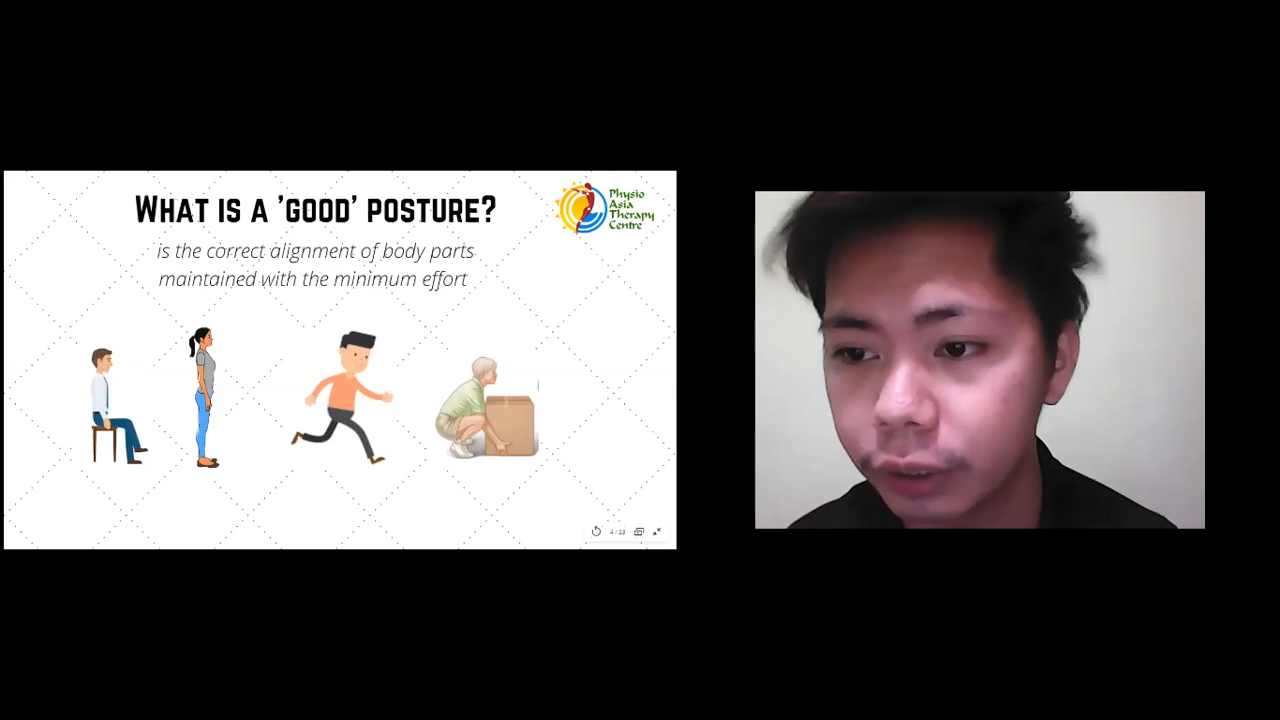 WHAT IS A 'GOOD' POSTURE?
is the correct alignment of body parts
maintained with the minimum effort
Physio
Asia
Therapy
Centre